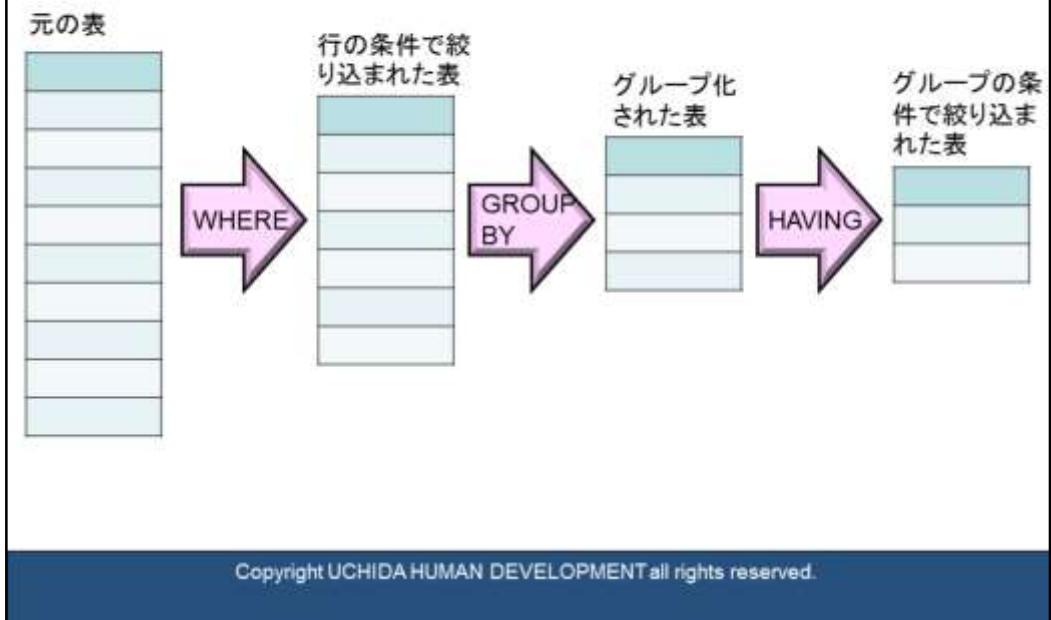 元の表
行の条件で絞
り込まれた表
グループ化
された表
グループの条
件で絞り込ま
れた表
WHERE
GROUP
BY
HAVING
Copyright UCHIDA HUMAN DEVELOPMENT all rights reserved.